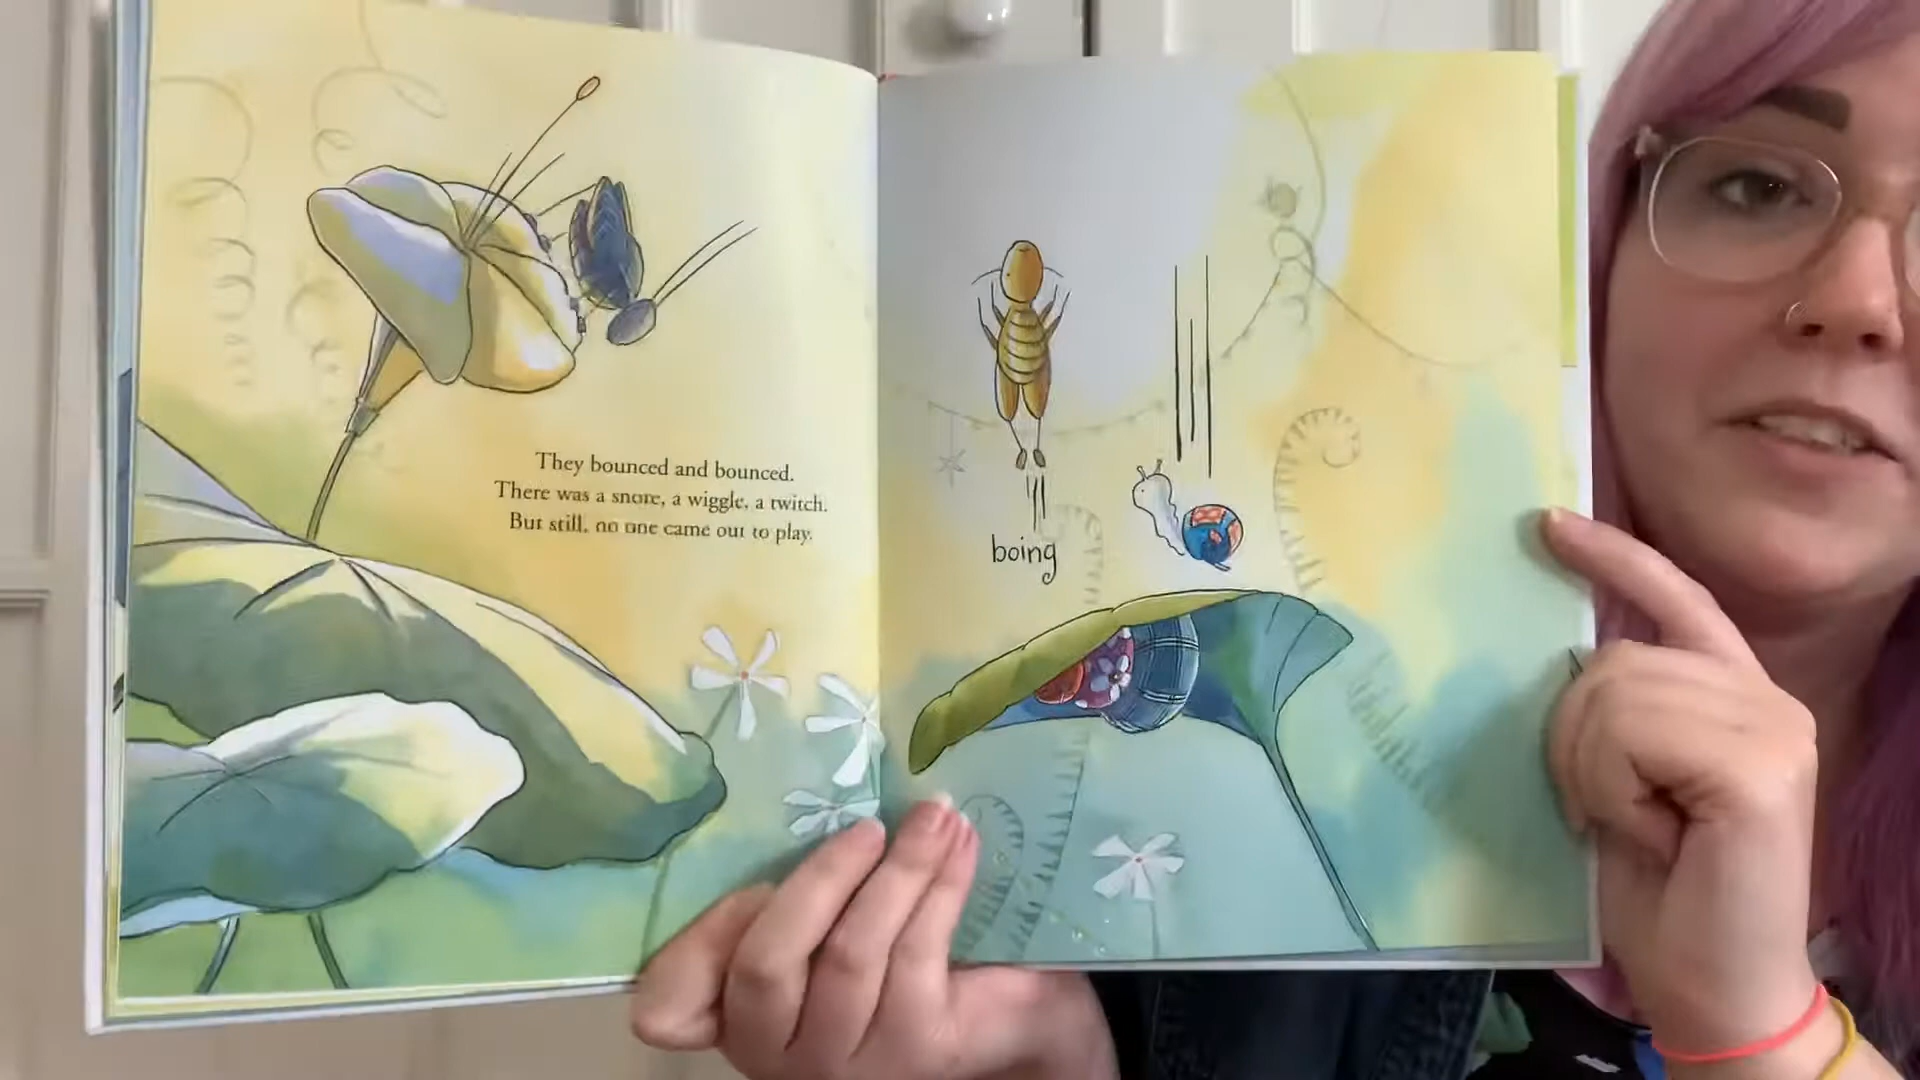 They bounced and bounced.
There was a snore, a wiggle, a twitch.
But still, no one came out to play.
boing